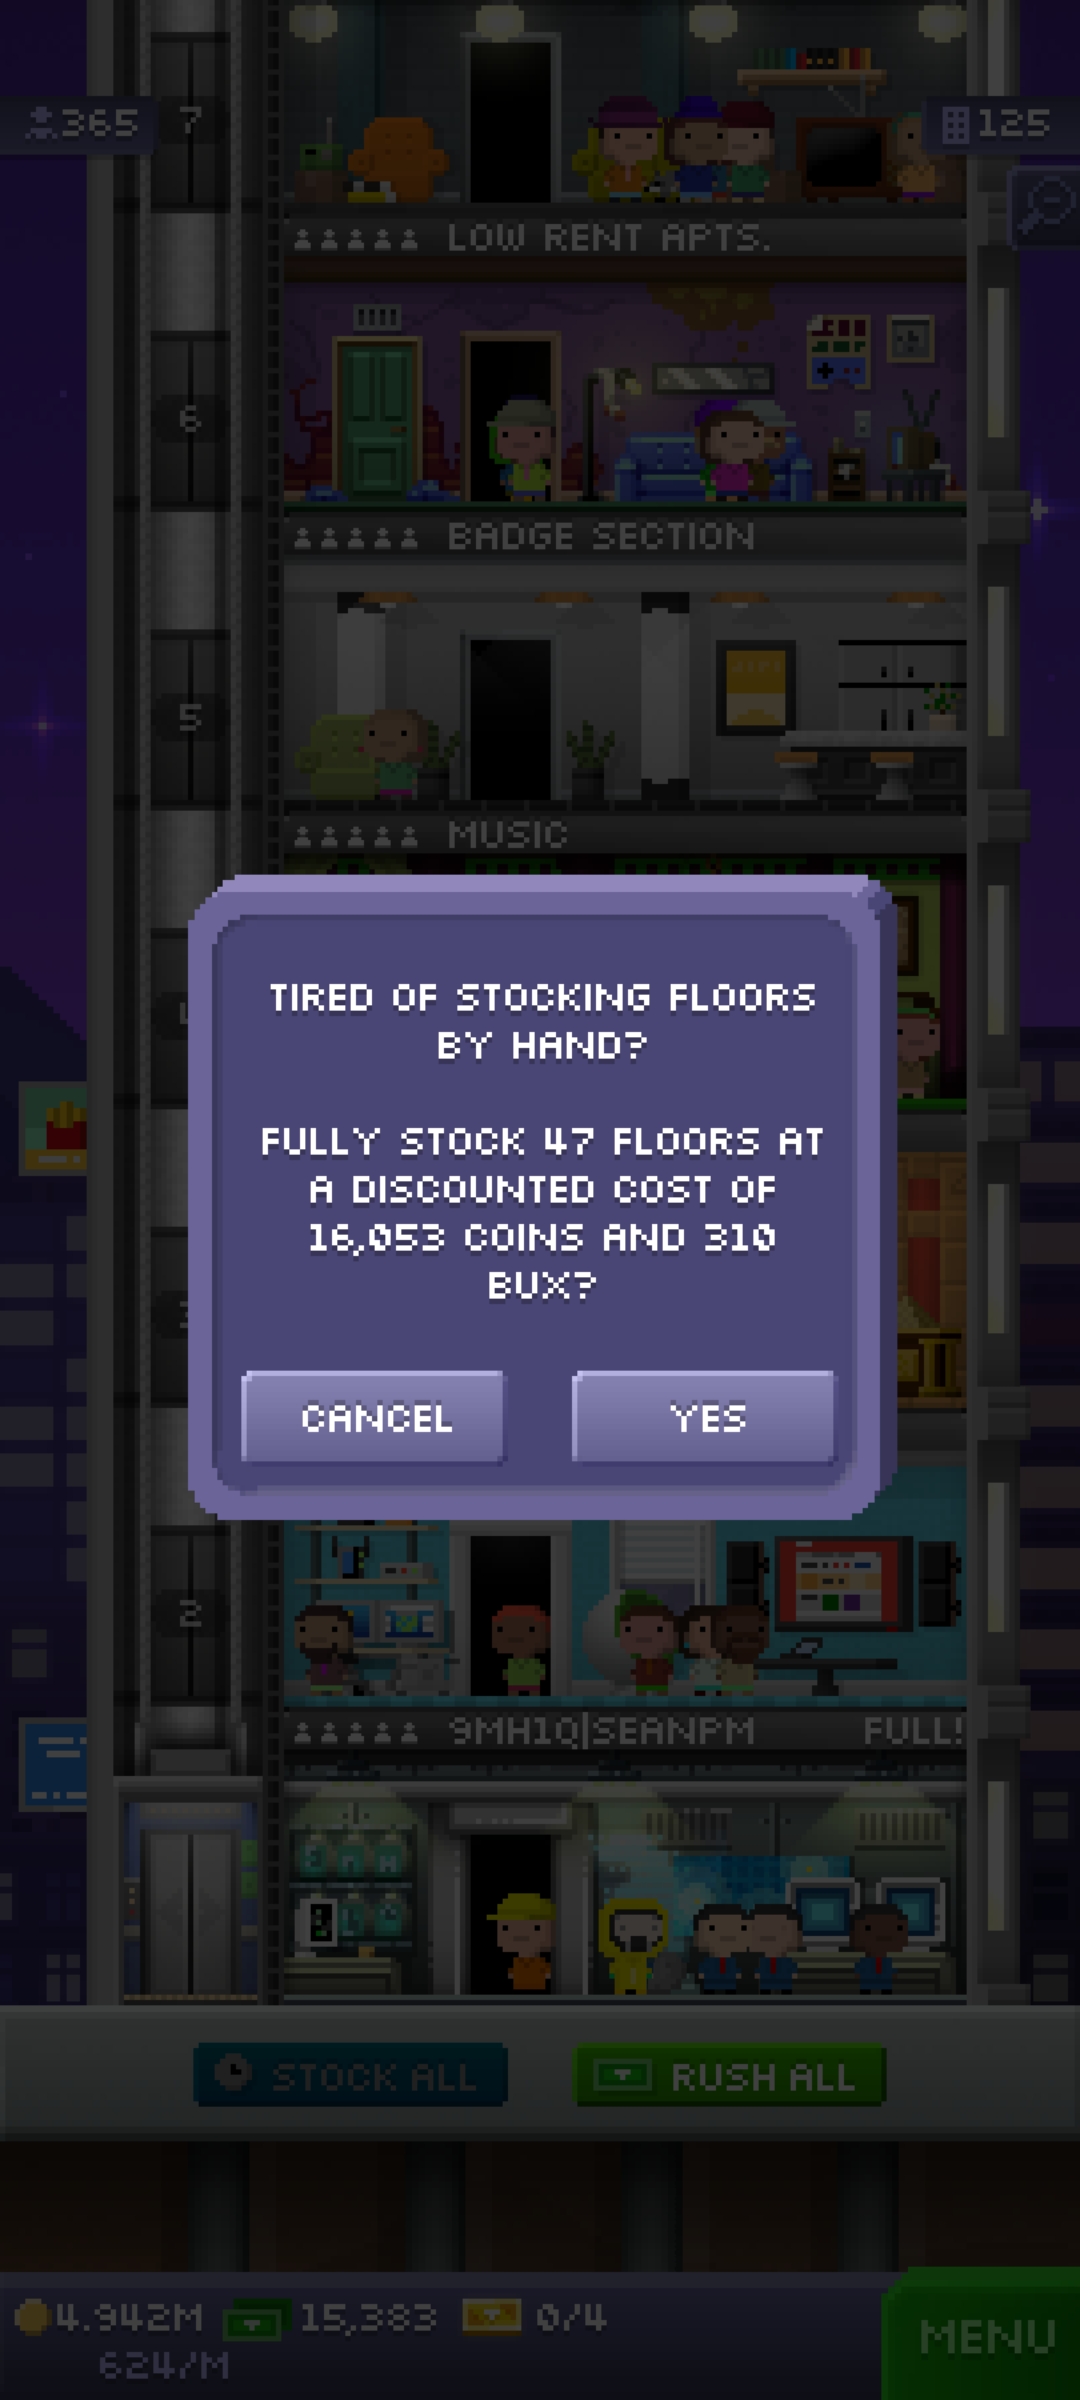 365
7
125
LOW RENT APTS.
6
BADGE SECTION
5
MUSIC
TIRED OF STOCKING FLOORS
BY HAND?
FULLY STOCK 47 FLOORS AT
A DISCOUNTED COST OF
16,053 COINS AND 310
BUX?
CANCEL
YES
2
9MH1Q|SEANPM
FULL!
STOCK ALL
RUSH ALL
4.942M
15,383
0/4
624/M
MENU